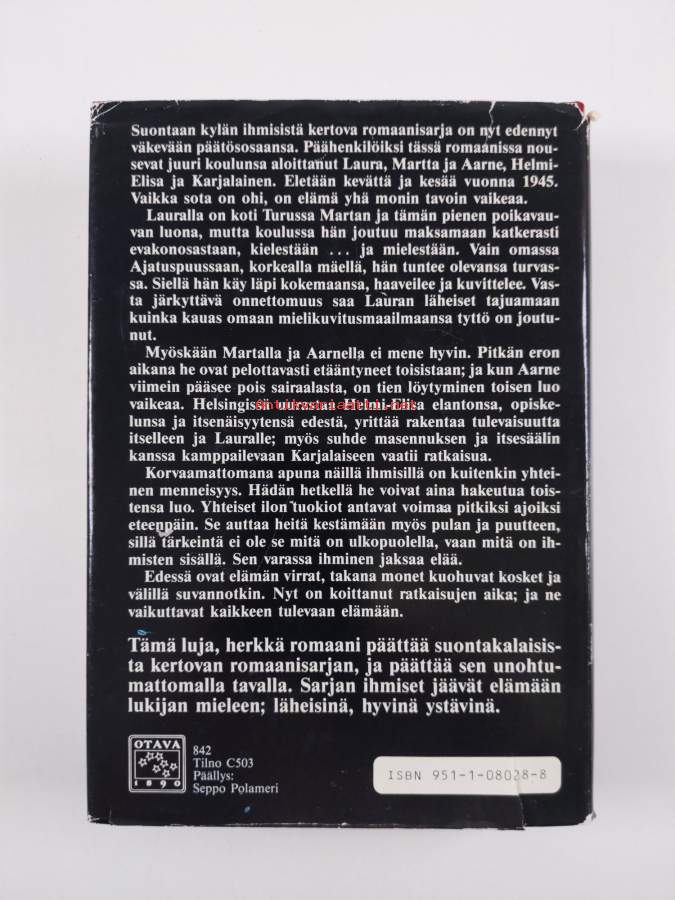 Suontaan kylän ihmisistä kertova romaanisarja on nyt edennyt
väkevään päätösosaansa. Päähenkilöiksi tässä romaanissa nou-
sevat juuri koulunsa aloittanut Laura, Martta ja Aarne, Helmi-
Elisa ja Karjalainen. Eletään kevättä ja kesää vuonna 1945.
Vaikka sota on ohi, on elämä yhä monin tavoin vaikeaa.
Lauralla on koti Turussa Martan ja tämän pienen poikavau-
van luona, mutta koulussa hän joutuu maksamaan katkerasti
evakonosastaan, kielestään ... ja mielestään. Vain omassa
Ajatuspuussaan, korkealla mäellä, hän tuntee olevansa turvas-
sa. Siellä hän käy läpi kokemaansa, haaveilee ja kuvittelee. Vas-
ta järkyttävä onnettomuus saa Lauran läheiset tajuamaan
kuinka kauas omaan mielikuvitusmaailmaansa tyttö on joutu-
nut.
Myöskään Martalla ja Aarnella ei mene hyvin. Pitkän eron
aikana he ovat pelottavasti etääntyneet toisistaan; ja kun Aarne
viimein pääsee pois sairaalasta, on tien löytyminen toisen luo
vaikeaa. Helsingissä uurastaa Helmi-Elisa elantonsa, opiske-
lunsa ja itsenäisyytensä edestä, yrittää rakentaa tulevaisuutta
itselleen ja Lauralle; myös suhde masennuksen ja itsesäälin
kanssa kamppailevaan Karjalaiseen vaatii ratkaisua.
Korvaamattomana apuna näillä ihmisillä on kuitenkin yhtei-
nen menneisyys. Hädän hetkellä he voivat aina hakeutua tois-
tensa luo. Yhteiset ilon tuokiot antavat voimaa pitkiksi ajoiksi
eteenpäin. Se auttaa heitä kestämään myös pulan ja puutteen,
sillä tärkeintä ei ole se mitä on ulkopuolella, vaan mitä on ih-
misten sisällä. Sen varassa ihminen jaksaa elää.
Edessä ovat elämän virrat, takana monet kuohuvat kosket ja
välillä suvannotkin. Nyt on koittanut ratkaisujen aika; ja ne
vaikuttavat kaikkeen tulevaan elämään.
Tämä luja, herkkä romaani päättää suontakalaisis-
ta kertovan romaanisarjan, ja päättää sen unohtu-
mattomalla tavalla. Sarjan ihmiset jäävät elämään
lukijan mieleen; läheisinä, hyvinä ystävinä.
OTAVA
1890
842
Tilno C503
Päällys:
Seppo Polameri
ISBN 951-1-08028-8
antikvariaatti.net